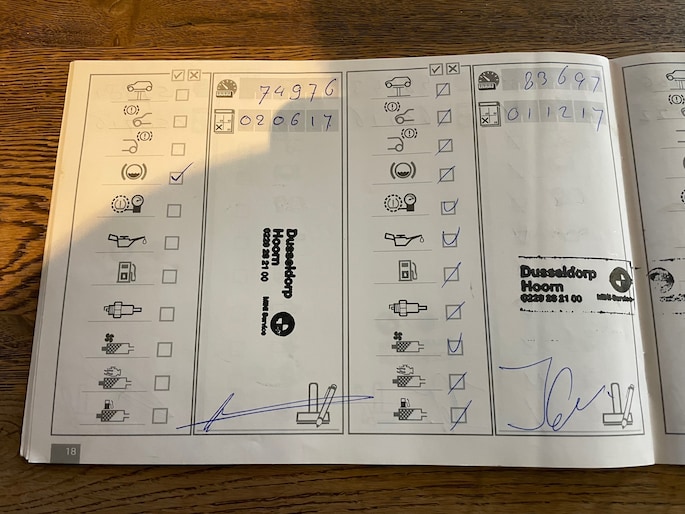 74976
020617
Dusseldorp
Hoorn
0229 28 21 00
MINI Service
83697
011217
Dusseldorp
Hoorn
0229 28 21 00
MINI Service
18